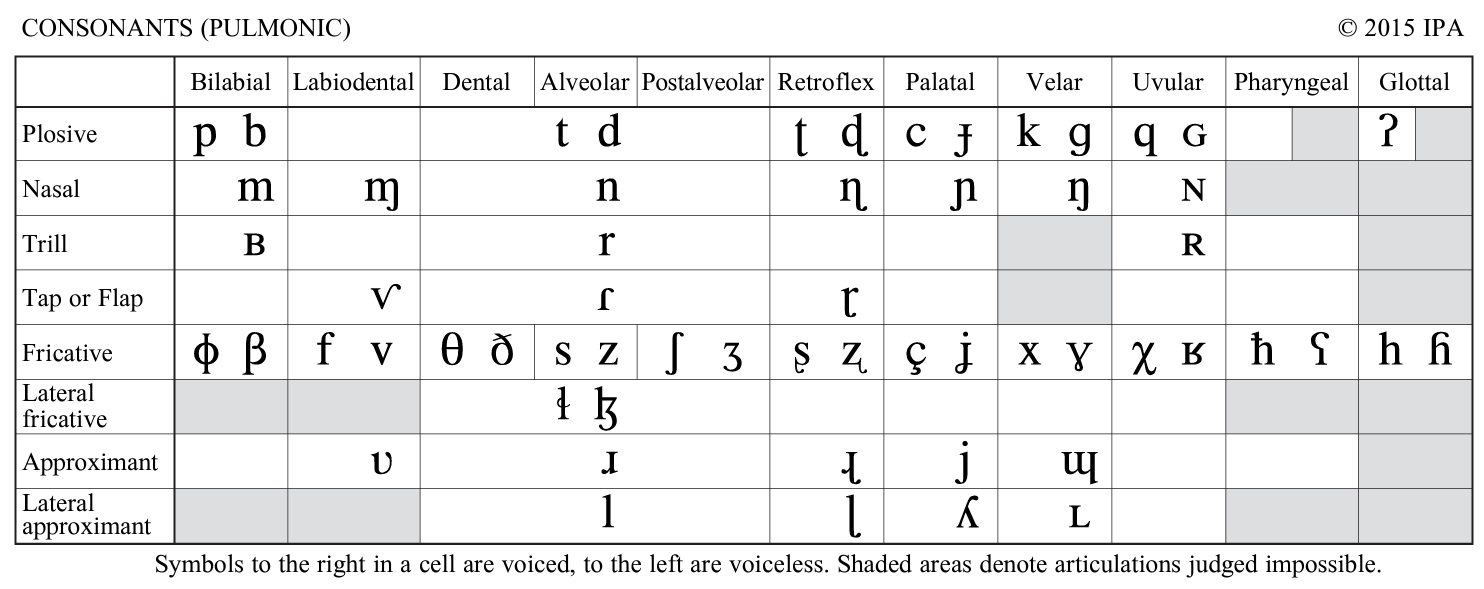 CONSONANTS (PULMONIC) © 2015 IPA
Bilabial Labiodental Dental Alveolar Postalveolar Retroflex Palatal Velar Uvular Pharyngeal Glottal
Plosive p b t d ʈ ɖ c ɟ k ɡ q ɢ ʔ
Nasal m ɱ n ɳ ɲ ŋ ɴ
Trill ʙ r ʀ
Tap or Flap ⱱ ɾ ɽ
Fricative ɸ β f v θ ð s z ʃ ʒ ʂ ʐ ç ʝ x ɣ χ ʁ ħ ʕ h ɦ
Lateral
fricative ɬ ɮ
Approximant ʋ ɹ ɻ j ɰ
Lateral
approximant l ɭ ʎ ʟ
Symbols to the right in a cell are voiced, to the left are voiceless. Shaded areas denote articulations judged impossible.